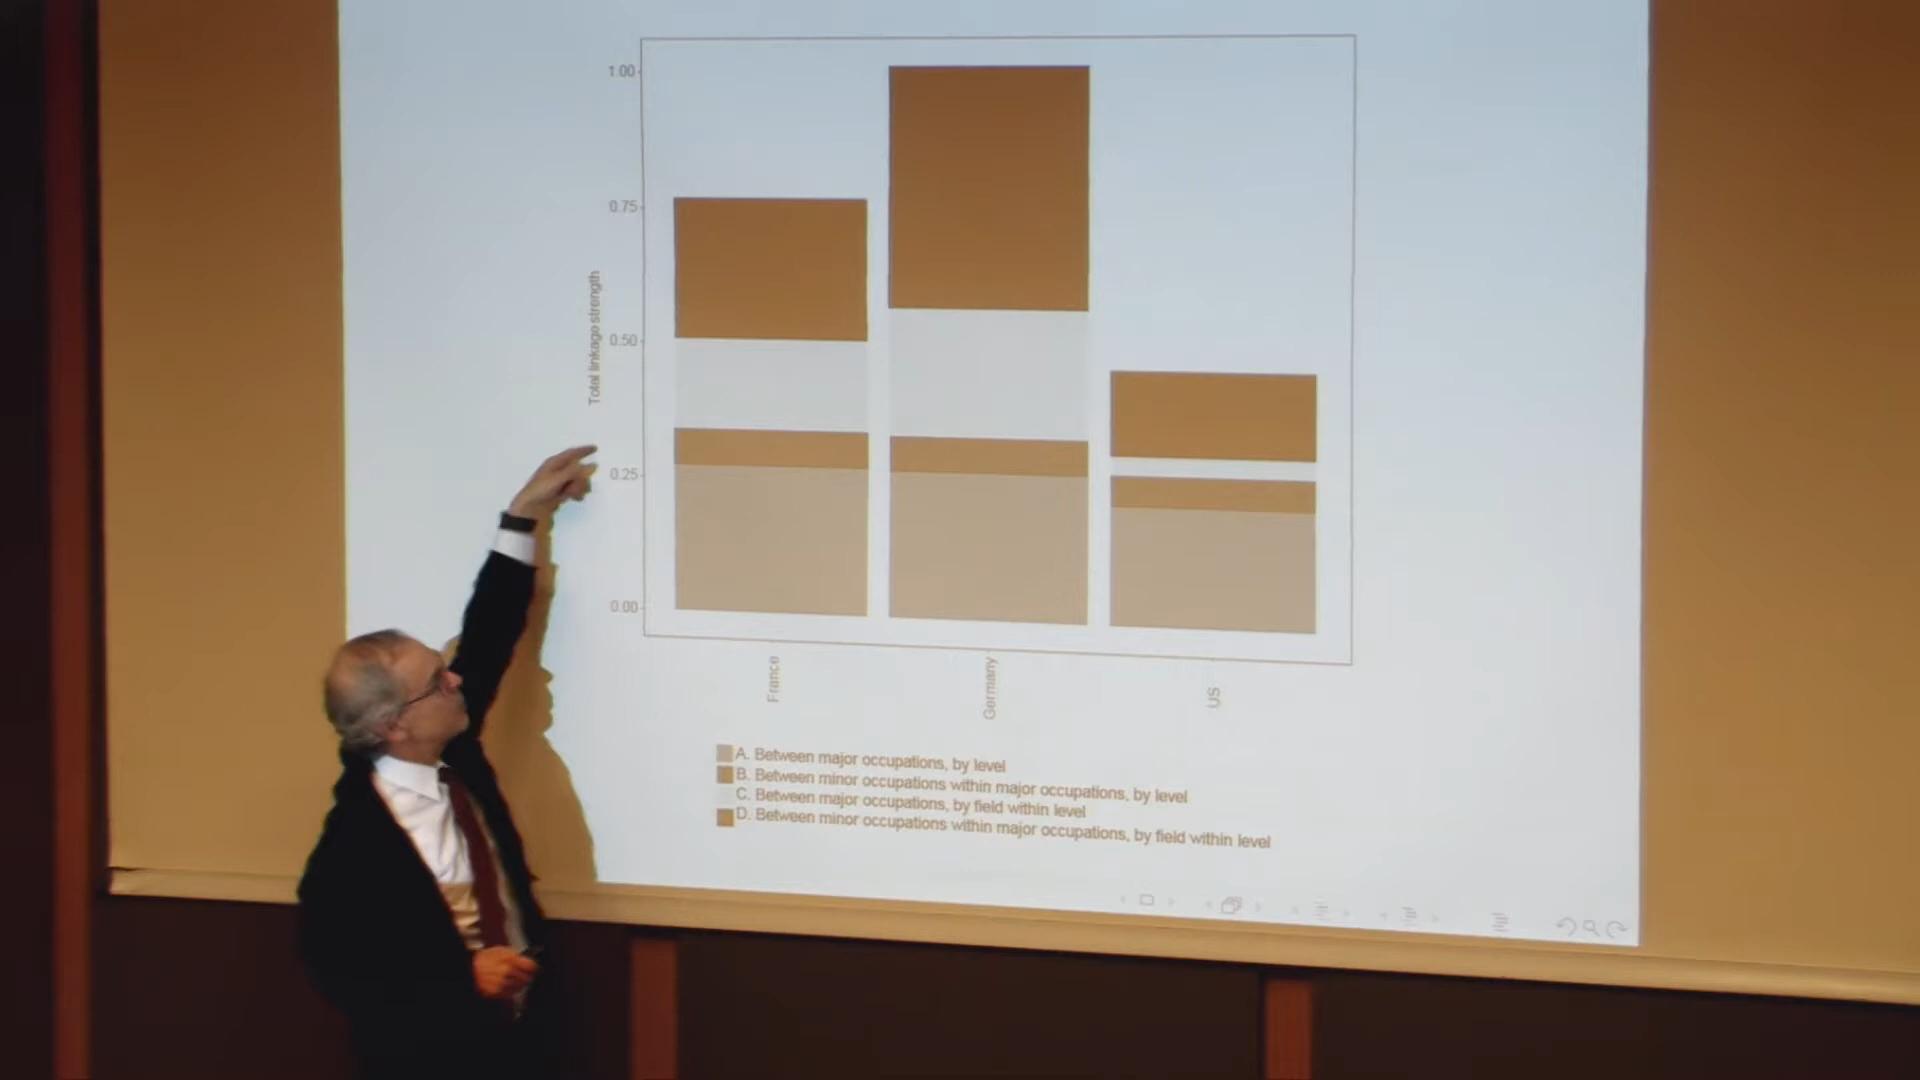 1.00
0.75
0.50
0.25
0.00
Total linkage strength
France
Germany
US
A. Between major occupations, by level
B. Between minor occupations within major occupations, by level
C. Between major occupations, by field within level
D. Between minor occupations within major occupations, by field within level